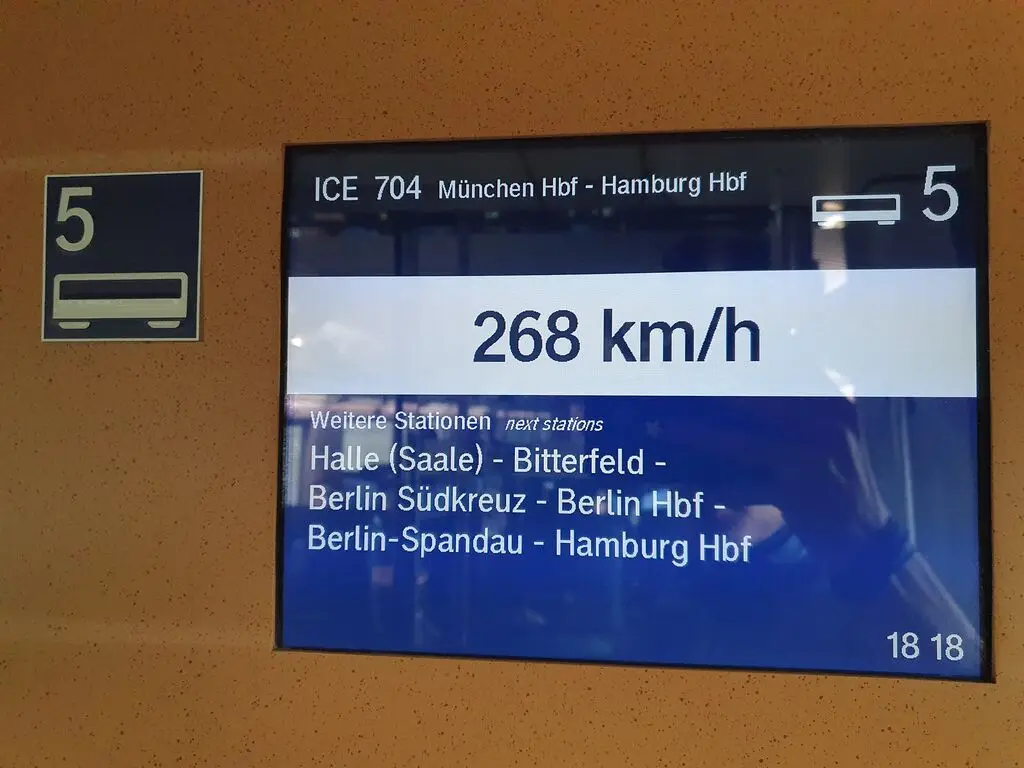 5
ICE 704 München Hbf - Hamburg Hbf 5
268 km/h
Weitere Stationen next stations
Halle (Saale) - Bitterfeld -
Berlin Südkreuz - Berlin Hbf -
Berlin-Spandau - Hamburg Hbf
18 18